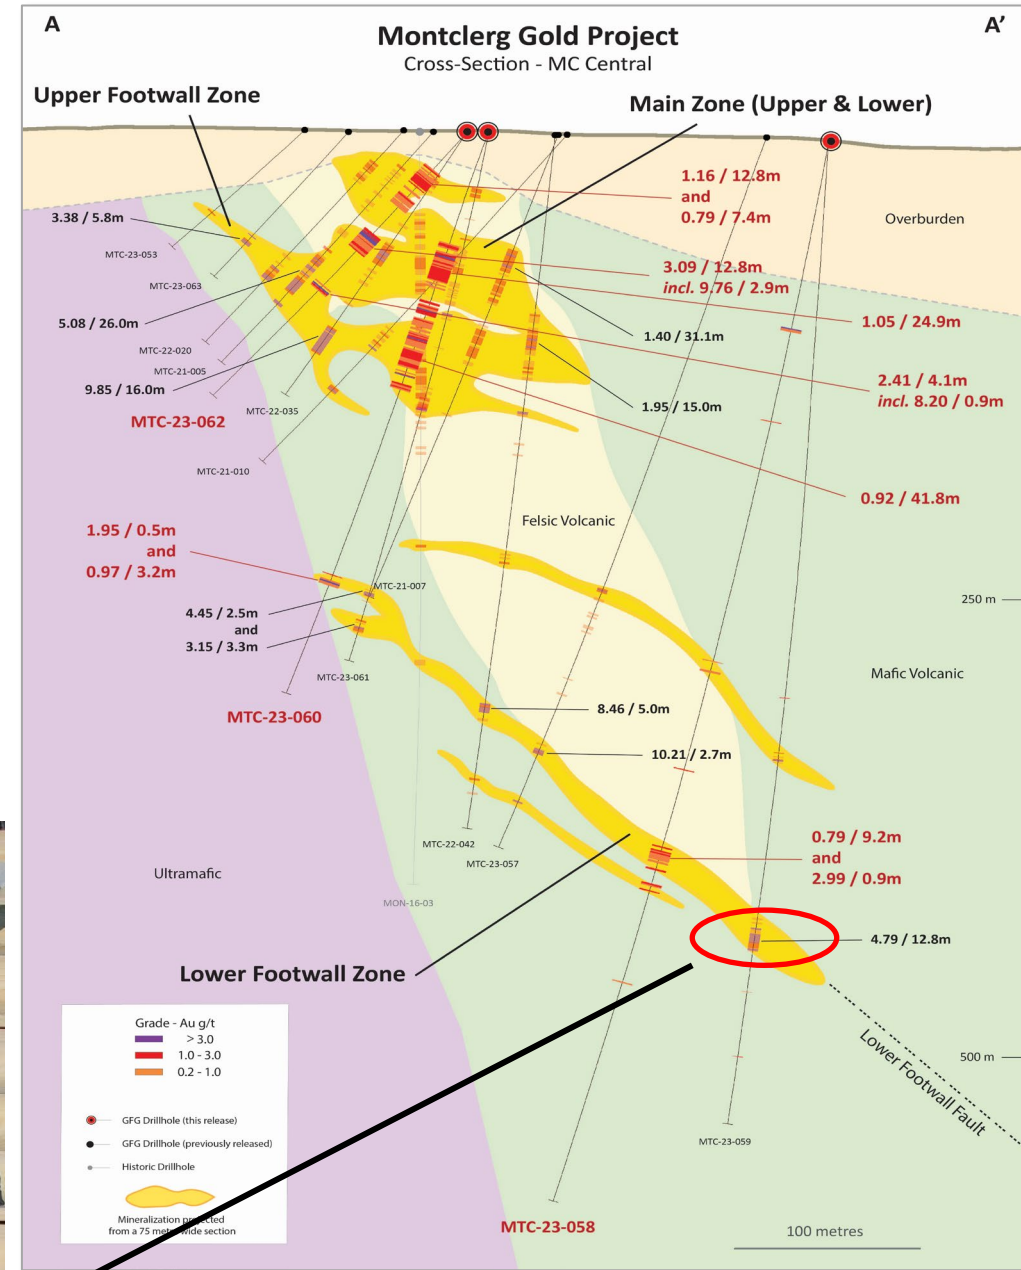 A
A'
Montclerg Gold Project
Cross-Section - MC Central
Upper Footwall Zone
Main Zone (Upper & Lower)
1.16 / 12.8m
and
0.79 / 7.4m
Overburden
3.38 / 5.8m
MTC-23-053
MTC-23-063
3.09 / 12.8m
incl. 9.76 / 2.9m
5.08 / 26.0m
1.05 / 24.9m
1.40 / 31.1m
MTC-22-020
MTC-21-005
2.41 / 4.1m
incl. 8.20 / 0.9m
9.85 / 16.0m
1.95 / 15.0m
MTC-22-035
MTC-23-062
MTC-21-010
0.92 / 41.8m
Felsic Volcanic
1.95 / 0.5m
and
0.97 / 3.2m
MTC-21-007
250 m
4.45 / 2.5m
and
3.15 / 3.3m
Mafic Volcanic
MTC-23-061
MTC-23-060
8.46 / 5.0m
10.21 / 2.7m
MTC-22-042
MTC-23-057
0.79 / 9.2m
and
2.99 / 0.9m
Ultramafic
MON-16-03
4.79 / 12.8m
Lower Footwall Zone
Grade - Au g/t
> 3.0
1.0 - 3.0
0.2 - 1.0
GFG Drillhole (this release)
GFG Drillhole (previously released)
Historic Drillhole
Mineralization projected
from a 75 metre wide section
Lower Footwall Fault
500 m
MTC-23-059
MTC-23-058
100 metres